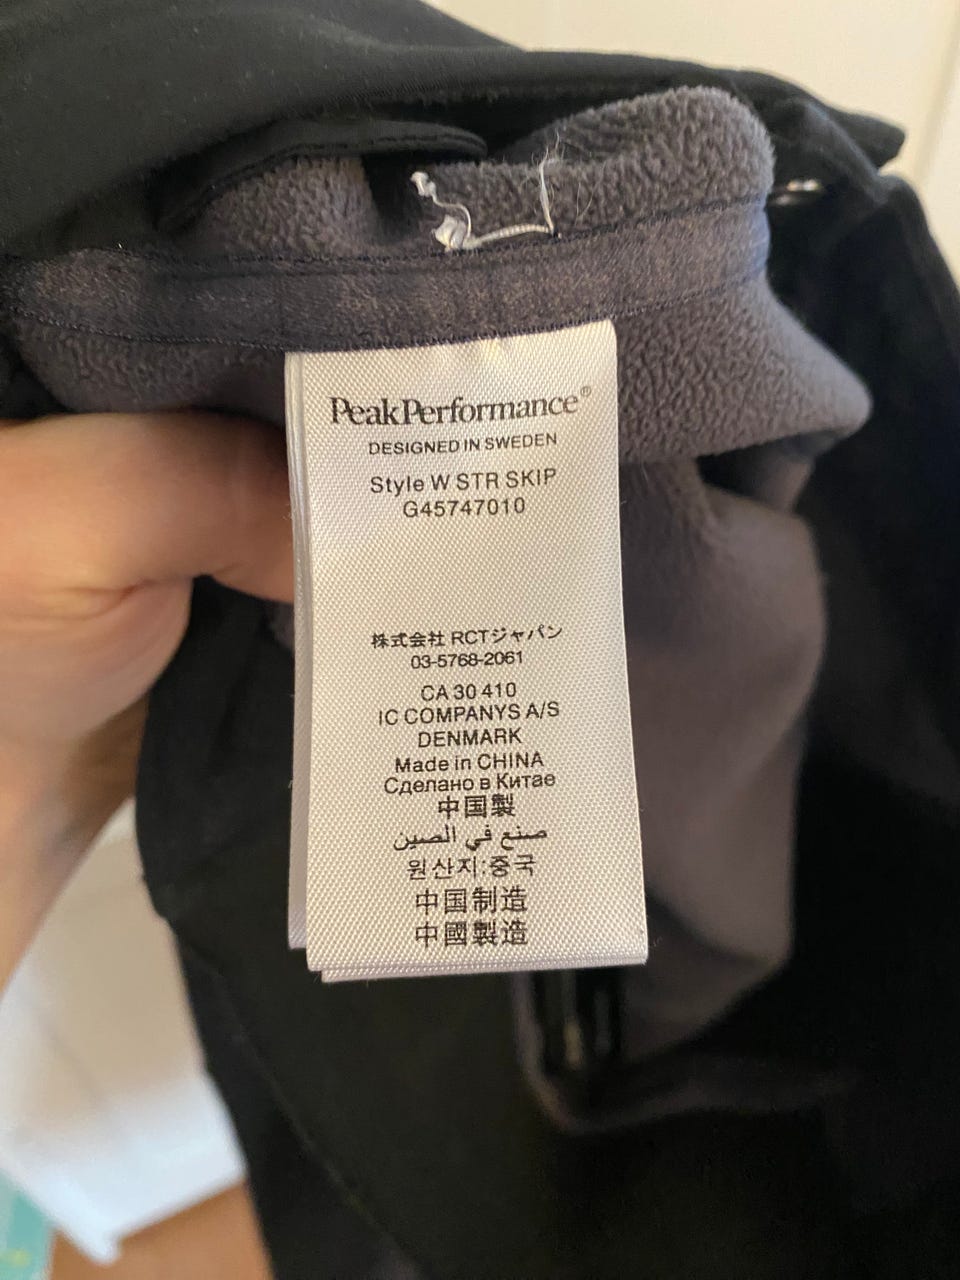 PeakPerformance®
DESIGNED IN SWEDEN
Style W STR SKIP
G45747010
株式会社 RCTジャパン
03-5768-2061
CA 30 410
IC COMPANYS A/S
DENMARK
Made in CHINA
Сделано в Китае
中国製
صنع في الصين
원산지:중국
中国制造
中國製造